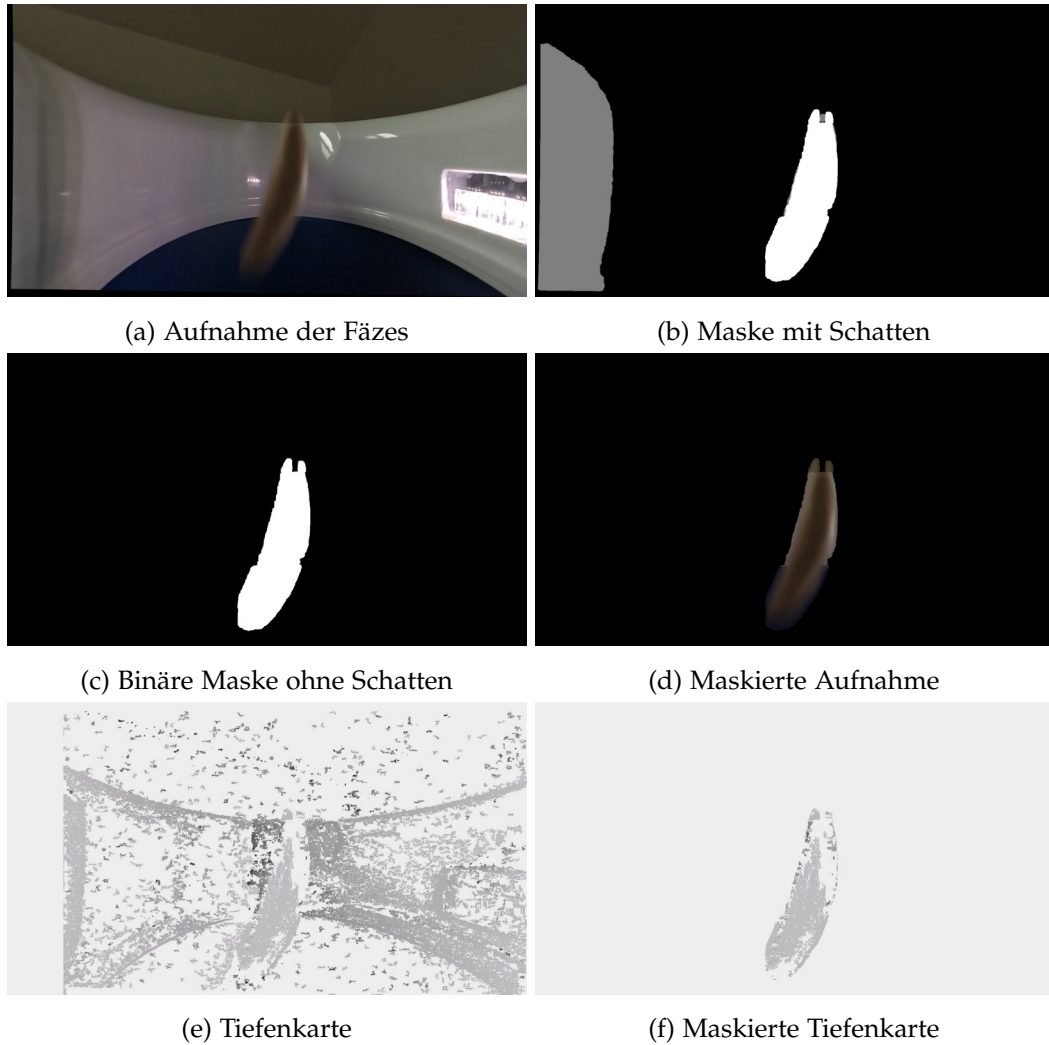 (a) Aufnahme der Fäzes
(b) Maske mit Schatten
(c) Binäre Maske ohne Schatten
(d) Maskierte Aufnahme
(e) Tiefenkarte
(f) Maskierte Tiefenkarte